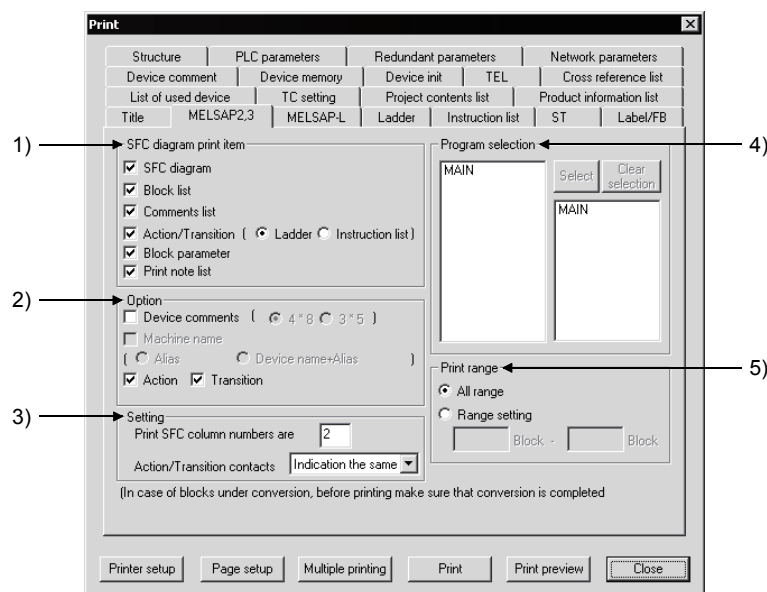 Print
Structure PLC parameters Redundant parameters Network parameters
Device comment Device memory Device init TEL Cross reference list
List of used device TC setting Project contents list Product information list
Title MELSAP2,3 MELSAP-L Ladder Instruction list ST Label/FB
1) SFC diagram print item
SFC diagram
Block list
Comments list
Action/Transition ( Ladder Instruction list )
Block parameter
Print note list
2) Option
Device comments ( 4*8 3*5 )
Machine name
( Alias Device name+Alias )
Action Transition
3) Setting
Print SFC column numbers are 2
Action/Transition contacts Indication the same
4) Program selection
MAIN
Select Clear selection
MAIN
5) Print range
All range
Range setting
Block - Block
(In case of blocks under conversion, before printing make sure that conversion is completed
Printer setup Page setup Multiple printing Print Print preview Close